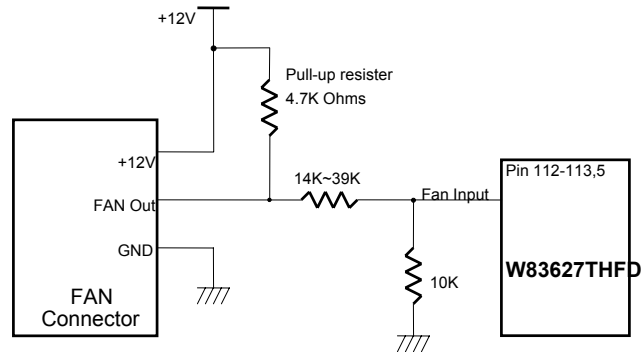 +12V
Pull-up resister
4.7K Ohms
+12V
14K~39K
Pin 112-113,5
FAN Out
Fan Input
GND
W83627THFD
10K
FAN
Connector